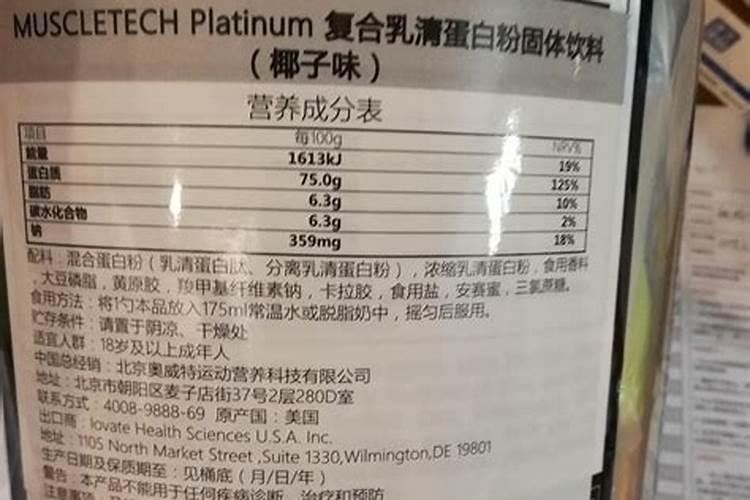 MUSCLETECH Platinum 复合乳清蛋白粉固体饮料
（椰子味）
营养成分表
项目 每100g NRV%
能量 1613kJ 19%
蛋白质 75.0g 125%
脂肪 6.3g 10%
碳水化合物 6.3g 2%
钠 359mg 18%
配料：混合蛋白粉（乳清蛋白肽、分离乳清蛋白粉），浓缩乳清蛋白粉，食用香料
，大豆磷脂，黄原胶，羧甲基纤维素钠，卡拉胶，食用盐，安赛蜜，三氯蔗糖。
食用方法：将1勺本品放入175ml常温水或脱脂奶中，摇匀后服用。
贮存条件：请置于阴凉、干燥处
适宜人群：18岁及以上成年人
中国总经销：北京奥威特运动营养科技有限公司
地址：北京市朝阳区麦子店街37号2层280D室
联系方式：4008-9888-69 原产国：美国
出口商：Iovate Health Sciences U.S.A. Inc.
地址：1105 North Market Street ,Suite 1330,Wilmington,DE 19801
生产日期及保质期至：见桶底（月/日/年）
警告：本产品不能用于任何疾病诊断、治疗和预防
注意事项：